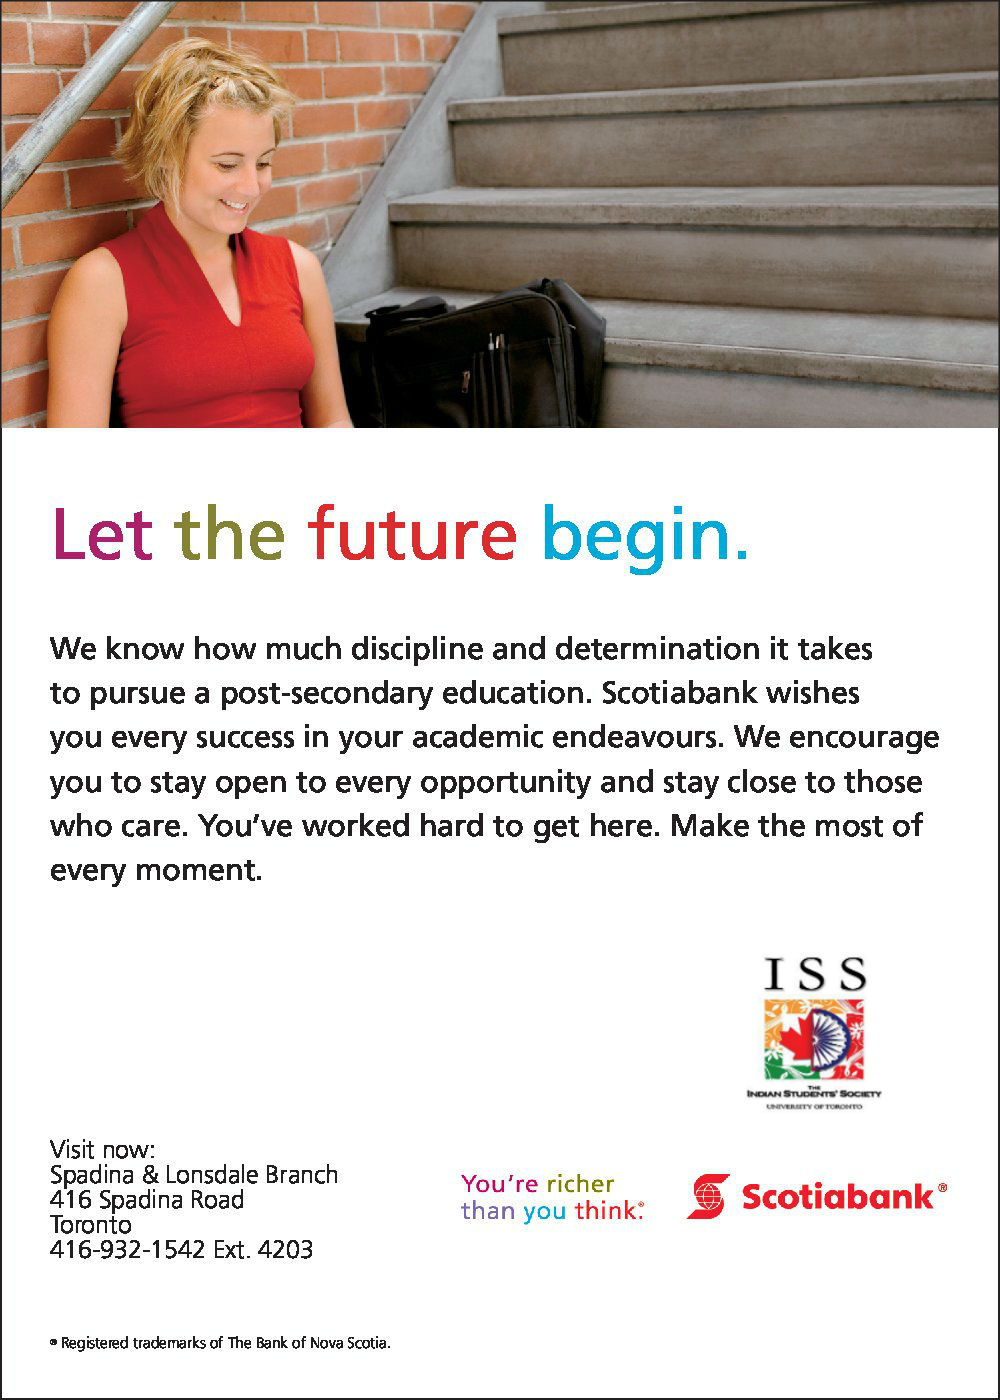 Let the future begin.
We know how much discipline and determination it takes
to pursue a post-secondary education. Scotiabank wishes
you every success in your academic endeavours. We encourage
you to stay open to every opportunity and stay close to those
who care. You’ve worked hard to get here. Make the most of
every moment.
ISS
THE
INDIAN STUDENTS' SOCIETY
UNIVERSITY OF TORONTO
Visit now:
Spadina & Lonsdale Branch
416 Spadina Road
Toronto
416-932-1542 Ext. 4203
You’re richer
than you think.®
Scotiabank®
® Registered trademarks of The Bank of Nova Scotia.